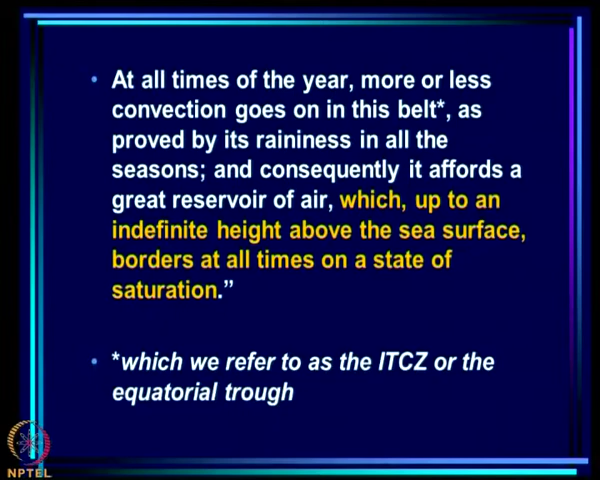 • At all times of the year, more or less
convection goes on in this belt*, as
proved by its raininess in all the
seasons; and consequently it affords a
great reservoir of air, which, up to an
indefinite height above the sea surface,
borders at all times on a state of
saturation.”
• *which we refer to as the ITCZ or the
equatorial trough
NPTEL